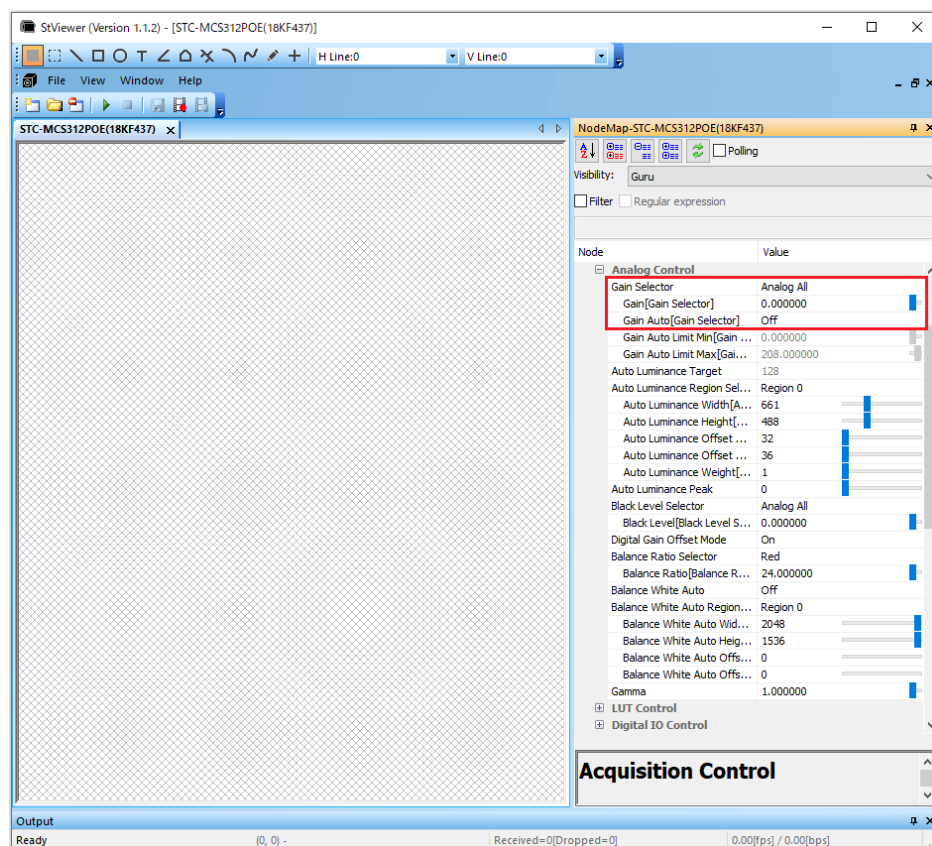 StViewer (Version 1.1.2) - [STC-MCS312POE(18KF437)]
T H Line:0 V Line:0
File View Window Help
STC-MCS312POE(18KF437)
NodeMap-STC-MCS312POE(18KF437)
Polling
Visibility: Guru
Filter Regular expression
Node Value
Analog Control
Gain Selector Analog All
Gain[Gain Selector] 0.000000
Gain Auto[Gain Selector] Off
Gain Auto Limit Min[Gain ... 0.000000
Gain Auto Limit Max[Gai... 208.000000
Auto Luminance Target 128
Auto Luminance Region Sel... Region 0
Auto Luminance Width[A... 661
Auto Luminance Height[... 488
Auto Luminance Offset ... 32
Auto Luminance Offset ... 36
Auto Luminance Weight[... 1
Auto Luminance Peak 0
Black Level Selector Analog All
Black Level[Black Level S... 0.000000
Digital Gain Offset Mode On
Balance Ratio Selector Red
Balance Ratio[Balance R... 24.000000
Balance White Auto Off
Balance White Auto Region... Region 0
Balance White Auto Wid... 2048
Balance White Auto Heig... 1536
Balance White Auto Offs... 0
Balance White Auto Offs... 0
Gamma 1.000000
LUT Control
Digital IO Control
Acquisition Control
Output
Ready (0, 0) - Received=0[Dropped=0] 0.00[fps] / 0.00[bps]